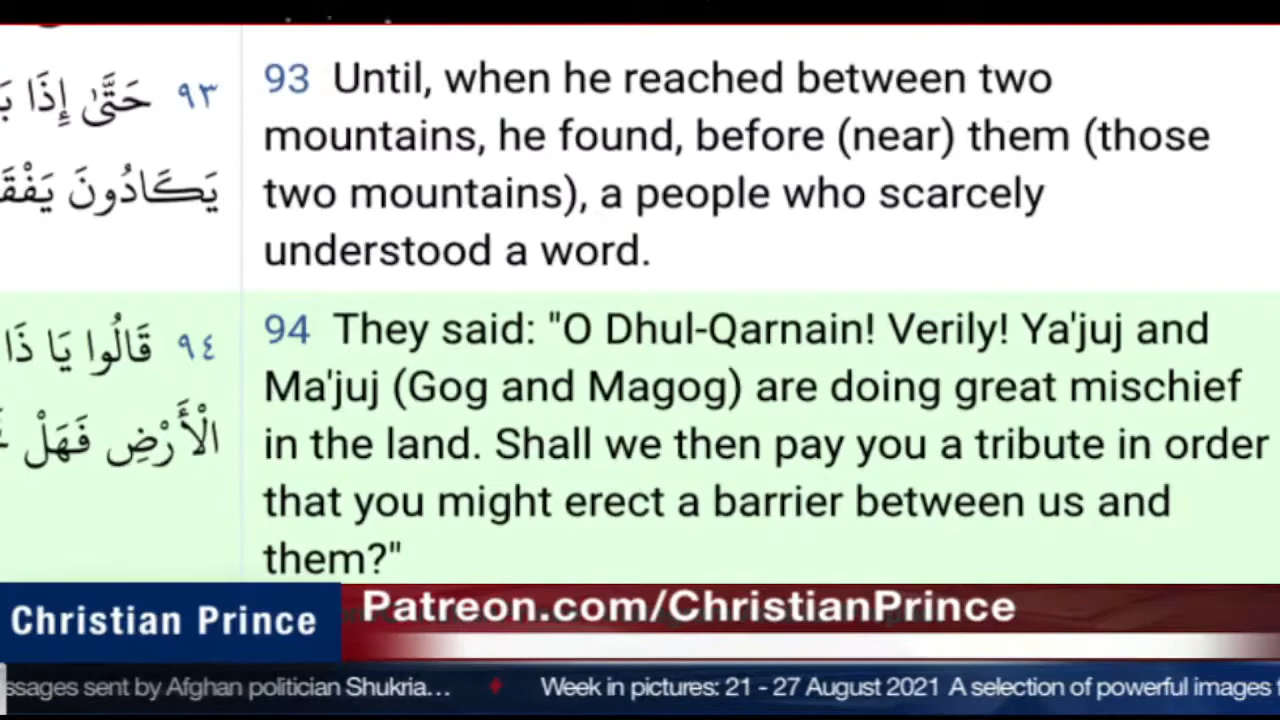 93 Until, when he reached between two
mountains, he found, before (near) them (those
two mountains), a people who scarcely
understood a word.
٩٣ حَتَّىٰ إِذَا
يَكَادُونَ
94 They said: "O Dhul-Qarnain! Verily! Ya'juj and
Ma'juj (Gog and Magog) are doing great mischief
in the land. Shall we then pay you a tribute in order
that you might erect a barrier between us and
them?"
٩٤ قَالُوا يَا ذَا
الْأَرْضِ فَهَلْ
Christian Prince
Patreon.com/ChristianPrince
ssages sent by Afghan politician Shukria... Week in pictures: 21 - 27 August 2021 A selection of powerful images